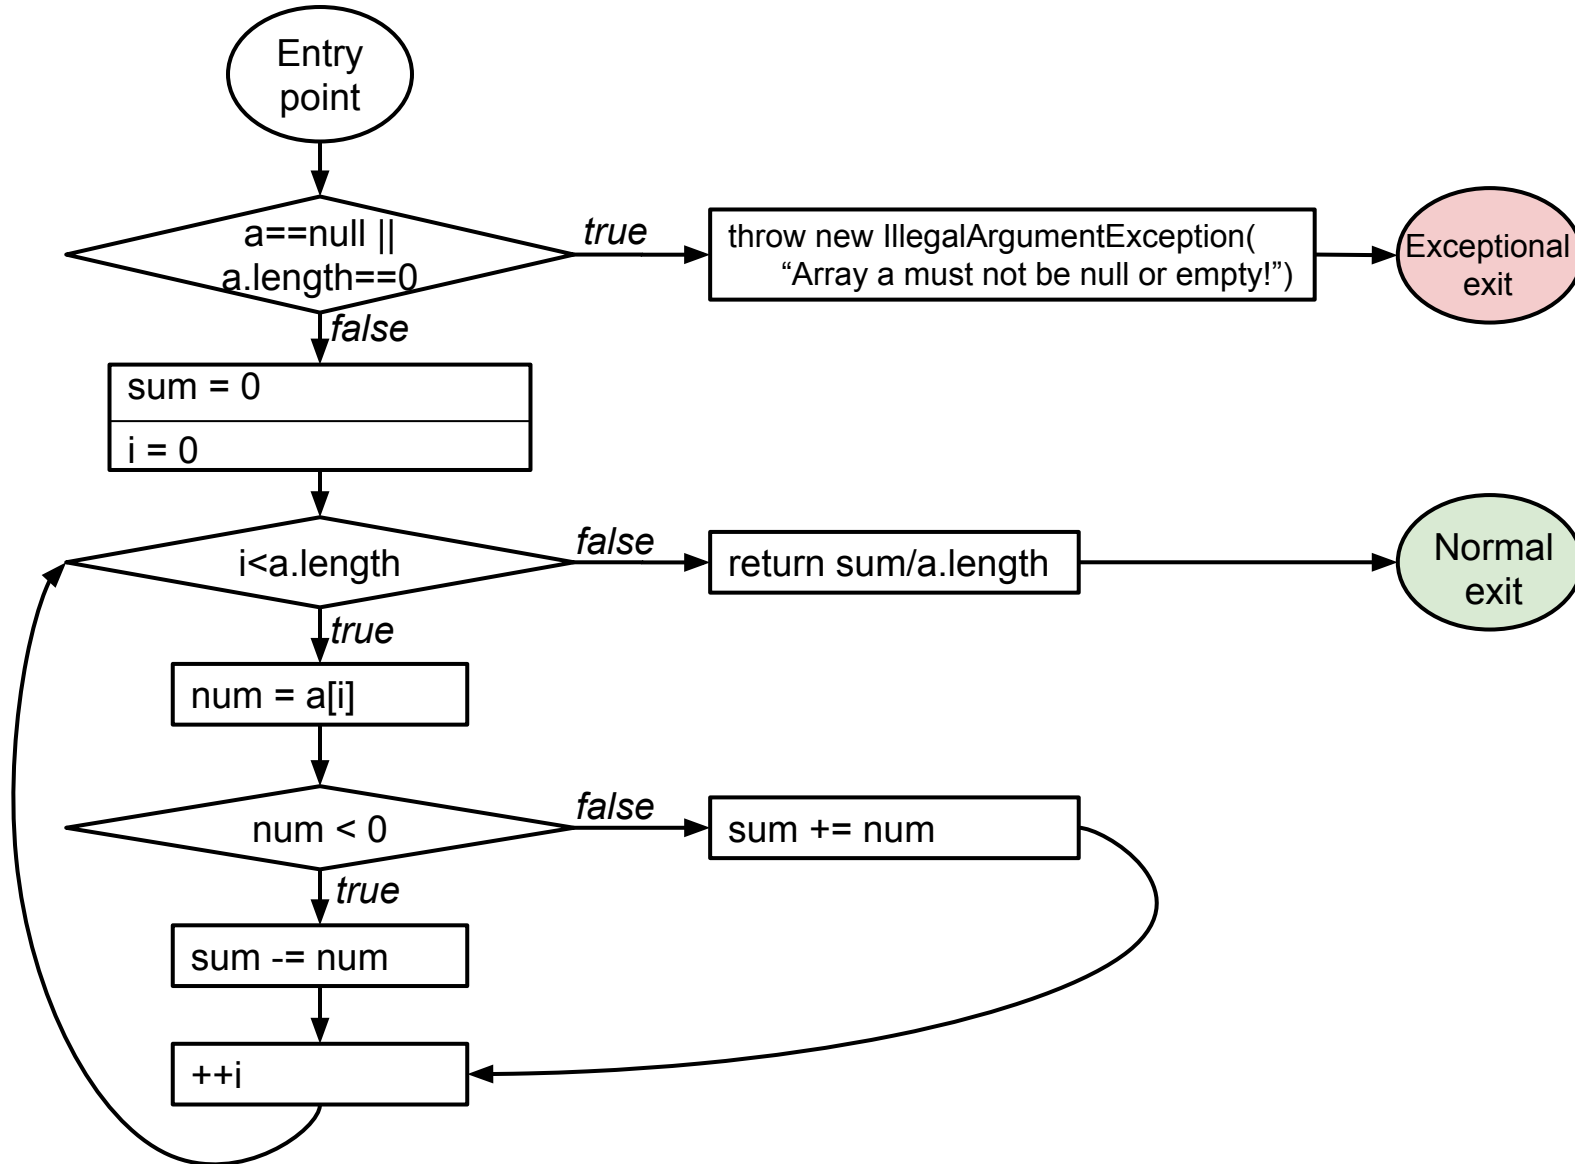 Entry
point
a==null ||
a.length==0
true
throw new IllegalArgumentException(
“Array a must not be null or empty!”)
Exceptional
exit
false
sum = 0
i = 0
i<a.length
false
return sum/a.length
Normal
exit
true
num = a[i]
num < 0
false
sum += num
true
sum -= num
++i